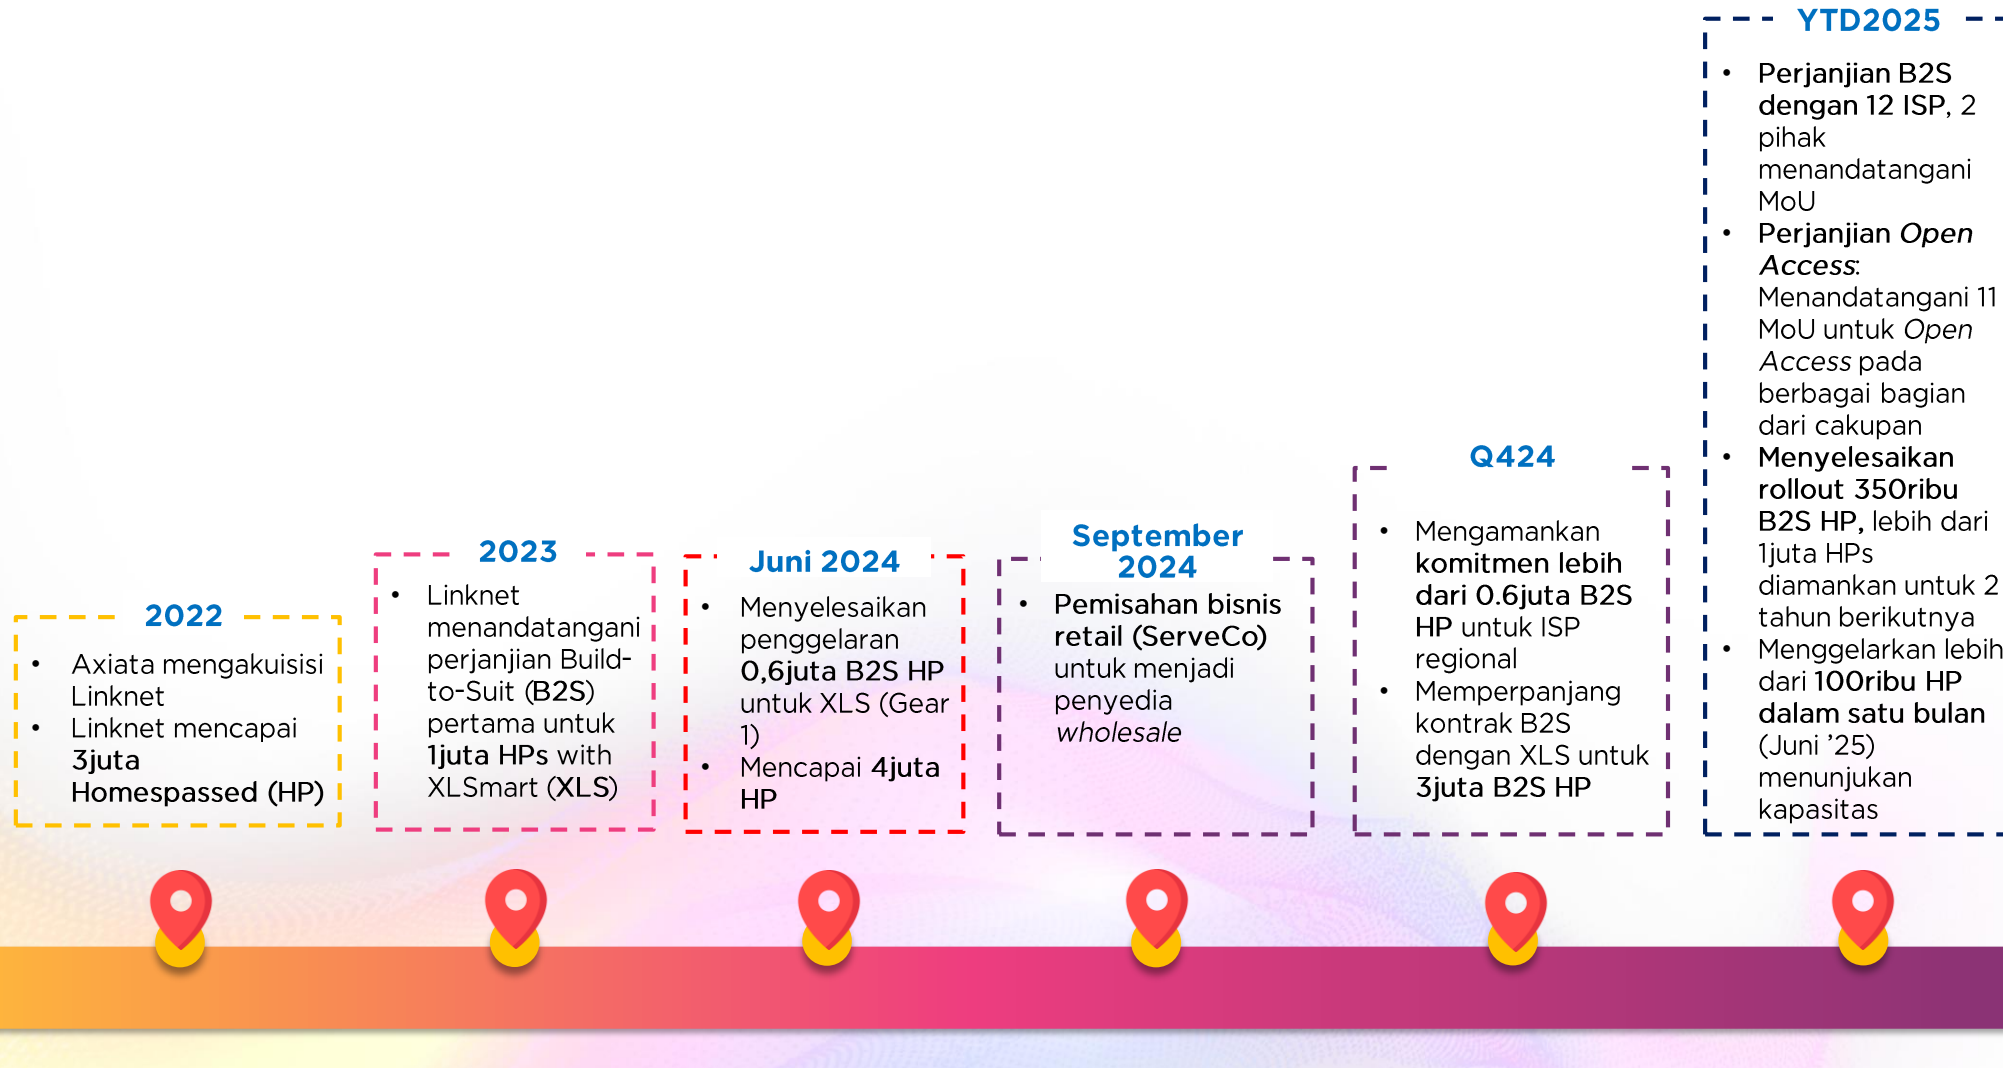 2022
• Axiata mengakuisisi
Linknet
• Linknet mencapai
3juta
Homespassed (HP)
2023
• Linknet
menandatangani
perjanjian Build-
to-Suit (B2S)
pertama untuk
1juta HPs with
XLSmart (XLS)
Juni 2024
• Menyelesaikan
penggelaran
0,6juta B2S HP
untuk XLS (Gear
1)
• Mencapai 4juta
HP
September
2024
• Pemisahan bisnis
retail (ServeCo)
untuk menjadi
penyedia
wholesale
Q424
• Mengamankan
komitmen lebih
dari 0.6juta B2S
HP untuk ISP
regional
• Memperpanjang
kontrak B2S
dengan XLS untuk
3juta B2S HP
YTD2025
• Perjanjian B2S
dengan 12 ISP, 2
pihak
menandatangani
MoU
• Perjanjian Open
Access:
Menandatangani 11
MoU untuk Open
Access pada
berbagai bagian
dari cakupan
• Menyelesaikan
rollout 350ribu
B2S HP, lebih dari
1juta HPs
diamankan untuk 2
tahun berikutnya
• Menggelarkan lebih
dari 100ribu HP
dalam satu bulan
(Juni ’25)
menunjukan
kapasitas